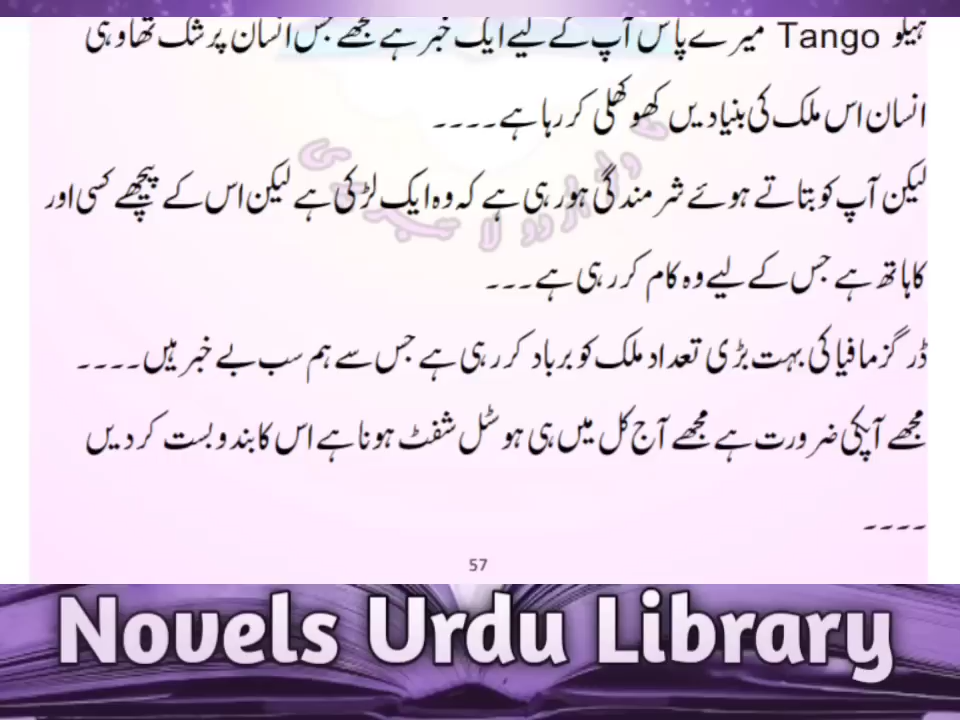 ہیلو Tango میرے پاس آپ کے لیے ایک خبر ہے مجھے جس انسان پر شک تھا وہی
انسان اس ملک کی بنیادیں کھوکھلی کر رہا ہے۔۔۔۔
لیکن آپ کو بتاتے ہوئے شرمندگی ہو رہی ہے کہ وہ ایک لڑکی ہے لیکن اس کے پیچھے کسی اور
کا ہاتھ ہے جس کے لیے وہ کام کر رہی ہے۔۔۔
ڈرگز مافیا کی بہت بڑی تعداد ملک کو برباد کر رہی ہے جس سے ہم سب بے خبر ہیں۔۔۔۔
مجھے آپکی ضرورت ہے مجھے آج کل میں ہی ہوسٹل شفٹ ہونا ہے اس کا بندوبست کر دیں
۔۔۔۔
57
Novels Urdu Library